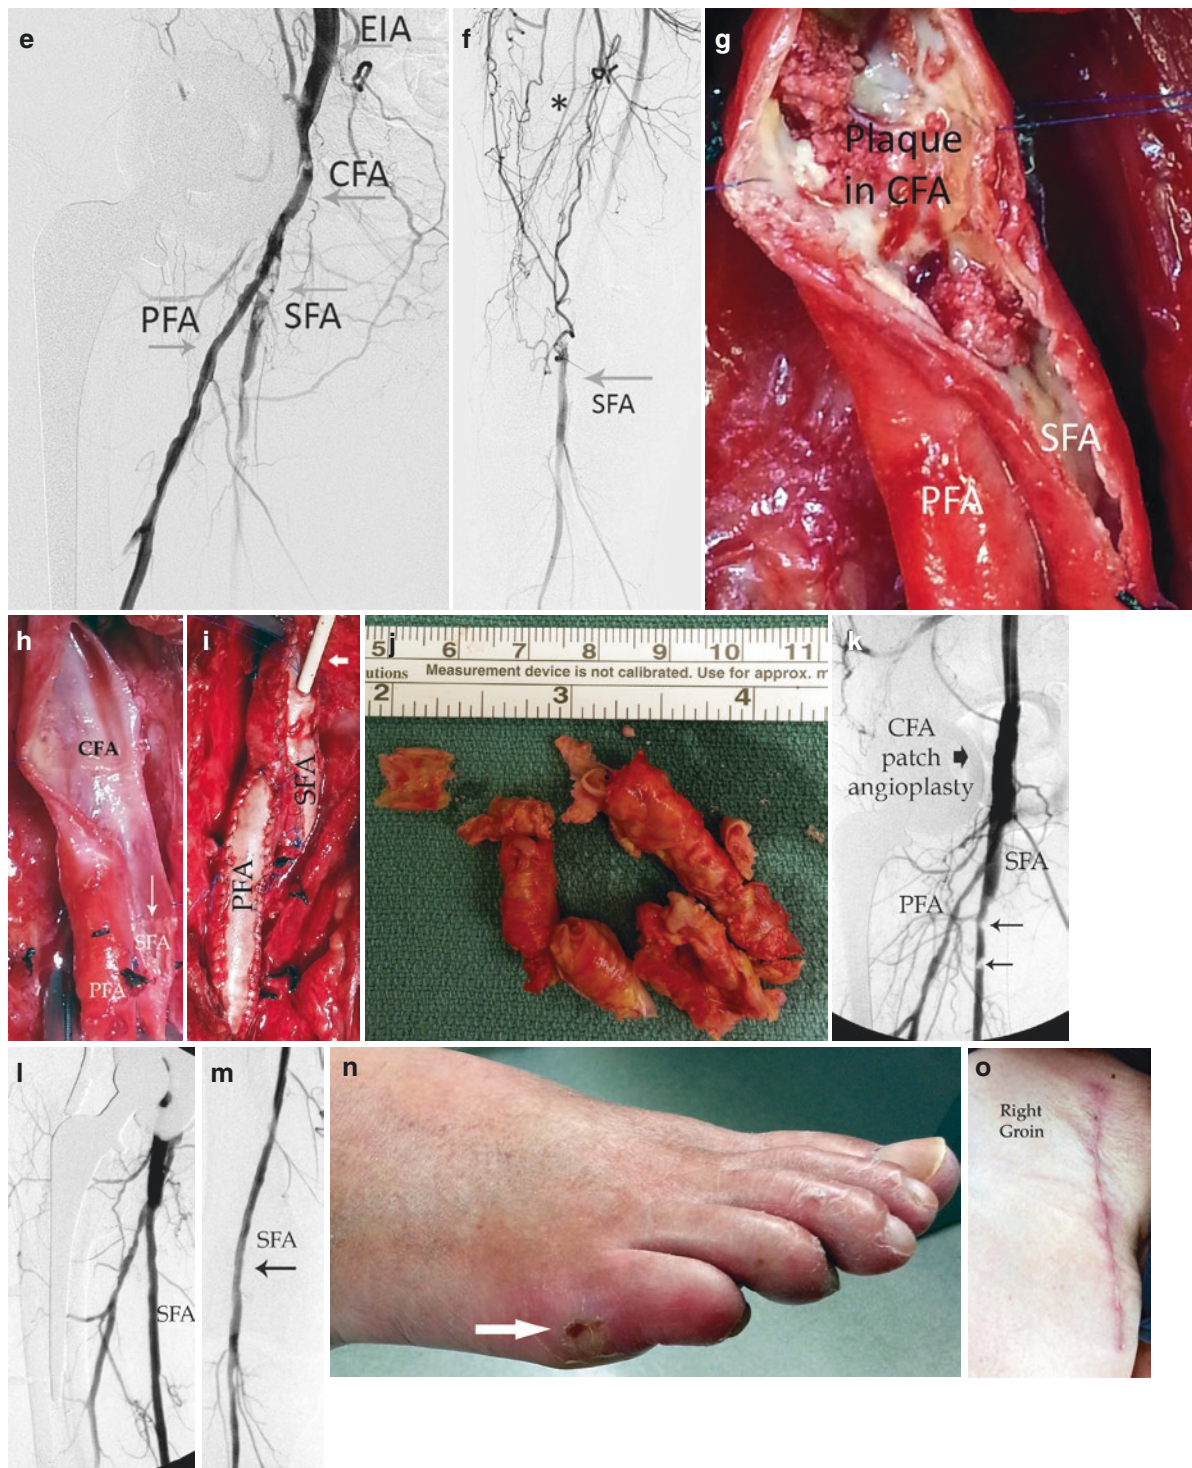 e
EIA
CFA
PFA
SFA
f
*
SFA
g
Plaque
in CFA
SFA
PFA
h
CFA
SFA
PFA
i
SFA
PFA
j
5 6 7 8 9 10 11
utions Measurement device is not calibrated. Use for approx. m
2 3 4
k
CFA
patch
angioplasty
SFA
PFA
l
SFA
m
SFA
n
o
Right
Groin